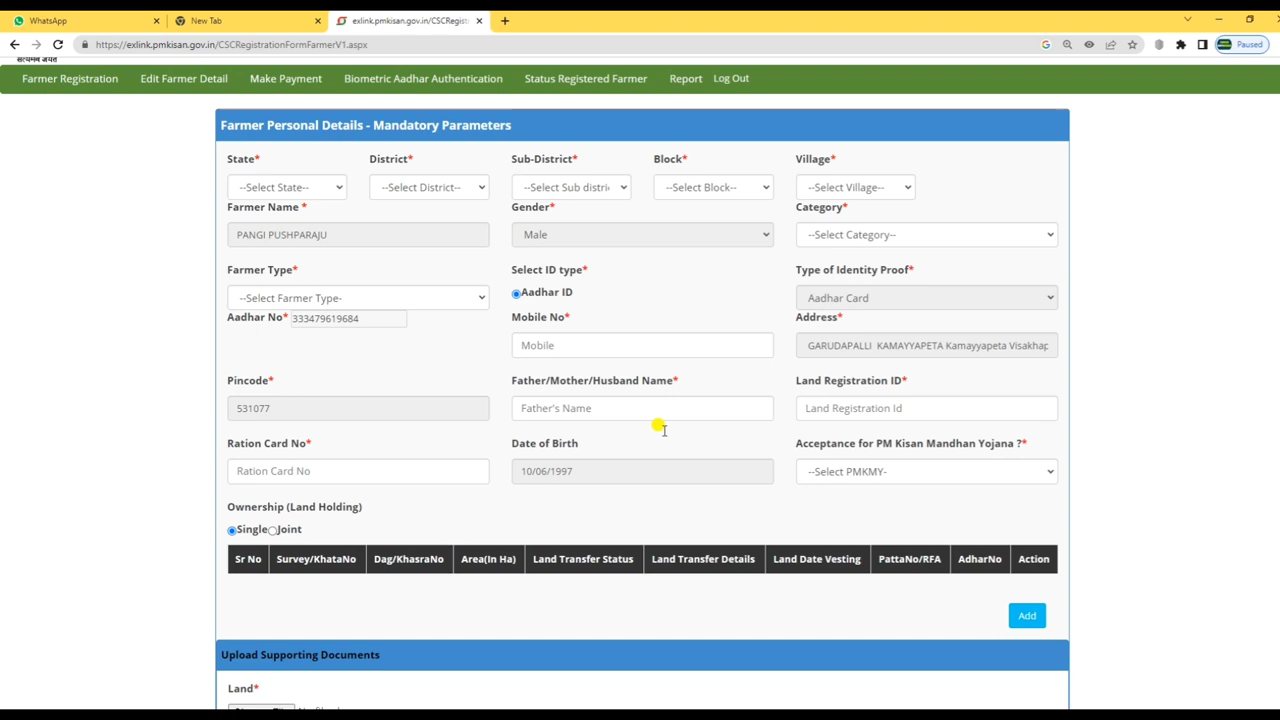 WhatsApp
New Tab
exlink.pmkisan.gov.in/CSCRegistr
https://exlink.pmkisan.gov.in/CSCRegistrationFormFarmerV1.aspx
Paused
सत्यमेव जयते
Farmer Registration Edit Farmer Detail Make Payment Biometric Aadhar Authentication Status Registered Farmer Report Log Out
Farmer Personal Details - Mandatory Parameters
State* District* Sub-District* Block* Village*
--Select State-- --Select District-- --Select Sub distri --Select Block-- --Select Village--
Farmer Name * Gender* Category*
PANGI PUSHPARAJU Male --Select Category--
Farmer Type* Select ID type* Type of Identity Proof*
--Select Farmer Type- Aadhar ID Aadhar Card
Aadhar No* 333479619684 Mobile No* Address*
Mobile GARUDAPALLI KAMAYYAPETA Kamayyapeta Visakhap
Pincode* Father/Mother/Husband Name* Land Registration ID*
531077 Father's Name Land Registration Id
Ration Card No* Date of Birth Acceptance for PM Kisan Mandhan Yojana ?*
Ration Card No 10/06/1997 --Select PMKMY-
Ownership (Land Holding)
Single Joint
Sr No Survey/KhataNo Dag/KhasraNo Area(In Ha) Land Transfer Status Land Transfer Details Land Date Vesting PattaNo/RFA AdharNo Action
Add
Upload Supporting Documents
Land*